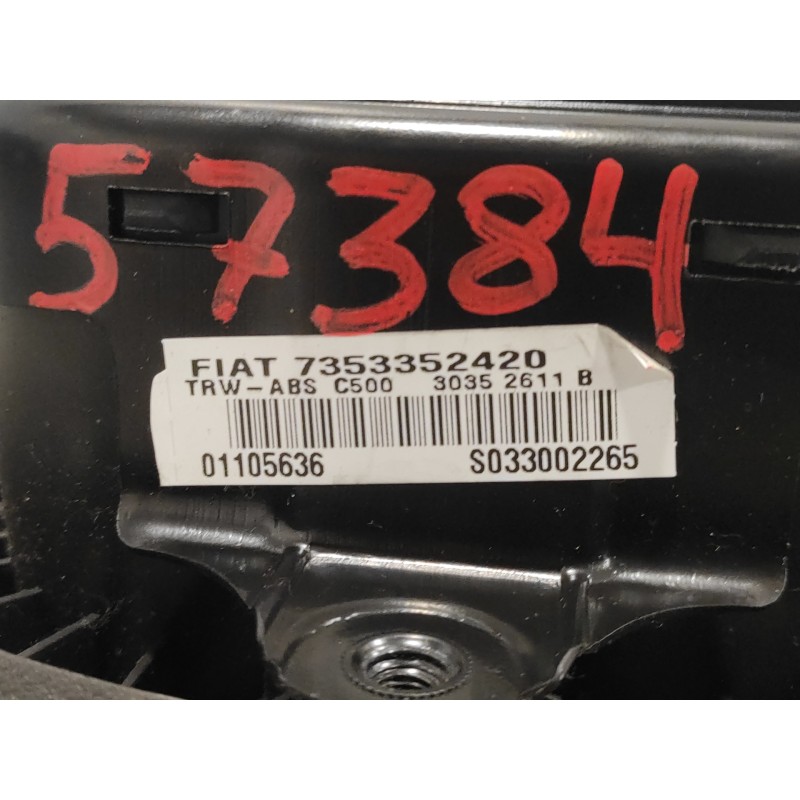 57384
FIAT 7353352420
TRW-ABS C500 3035 2611 B
01105636 S033002265